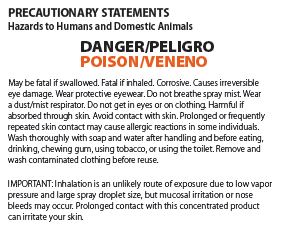 PRECAUTIONARY STATEMENTS
Hazards to Humans and Domestic Animals
DANGER/PELIGRO
POISON/VENENO
May be fatal if swallowed. Fatal if inhaled. Corrosive. Causes irreversible
eye damage. Wear protective eyewear. Do not breathe spray mist. Wear
a dust/mist respirator. Do not get in eyes or on clothing. Harmful if
absorbed through skin. Avoid contact with skin. Prolonged or frequently
repeated skin contact may cause allergic reactions in some individuals.
Wash thoroughly with soap and water after handling and before eating,
drinking, chewing gum, using tobacco, or using the toilet. Remove and
wash contaminated clothing before reuse.
IMPORTANT: Inhalation is an unlikely route of exposure due to low vapor
pressure and large spray droplet size, but mucosal irritation or nose
bleeds may occur. Prolonged contact with this concentrated product
can irritate your skin.